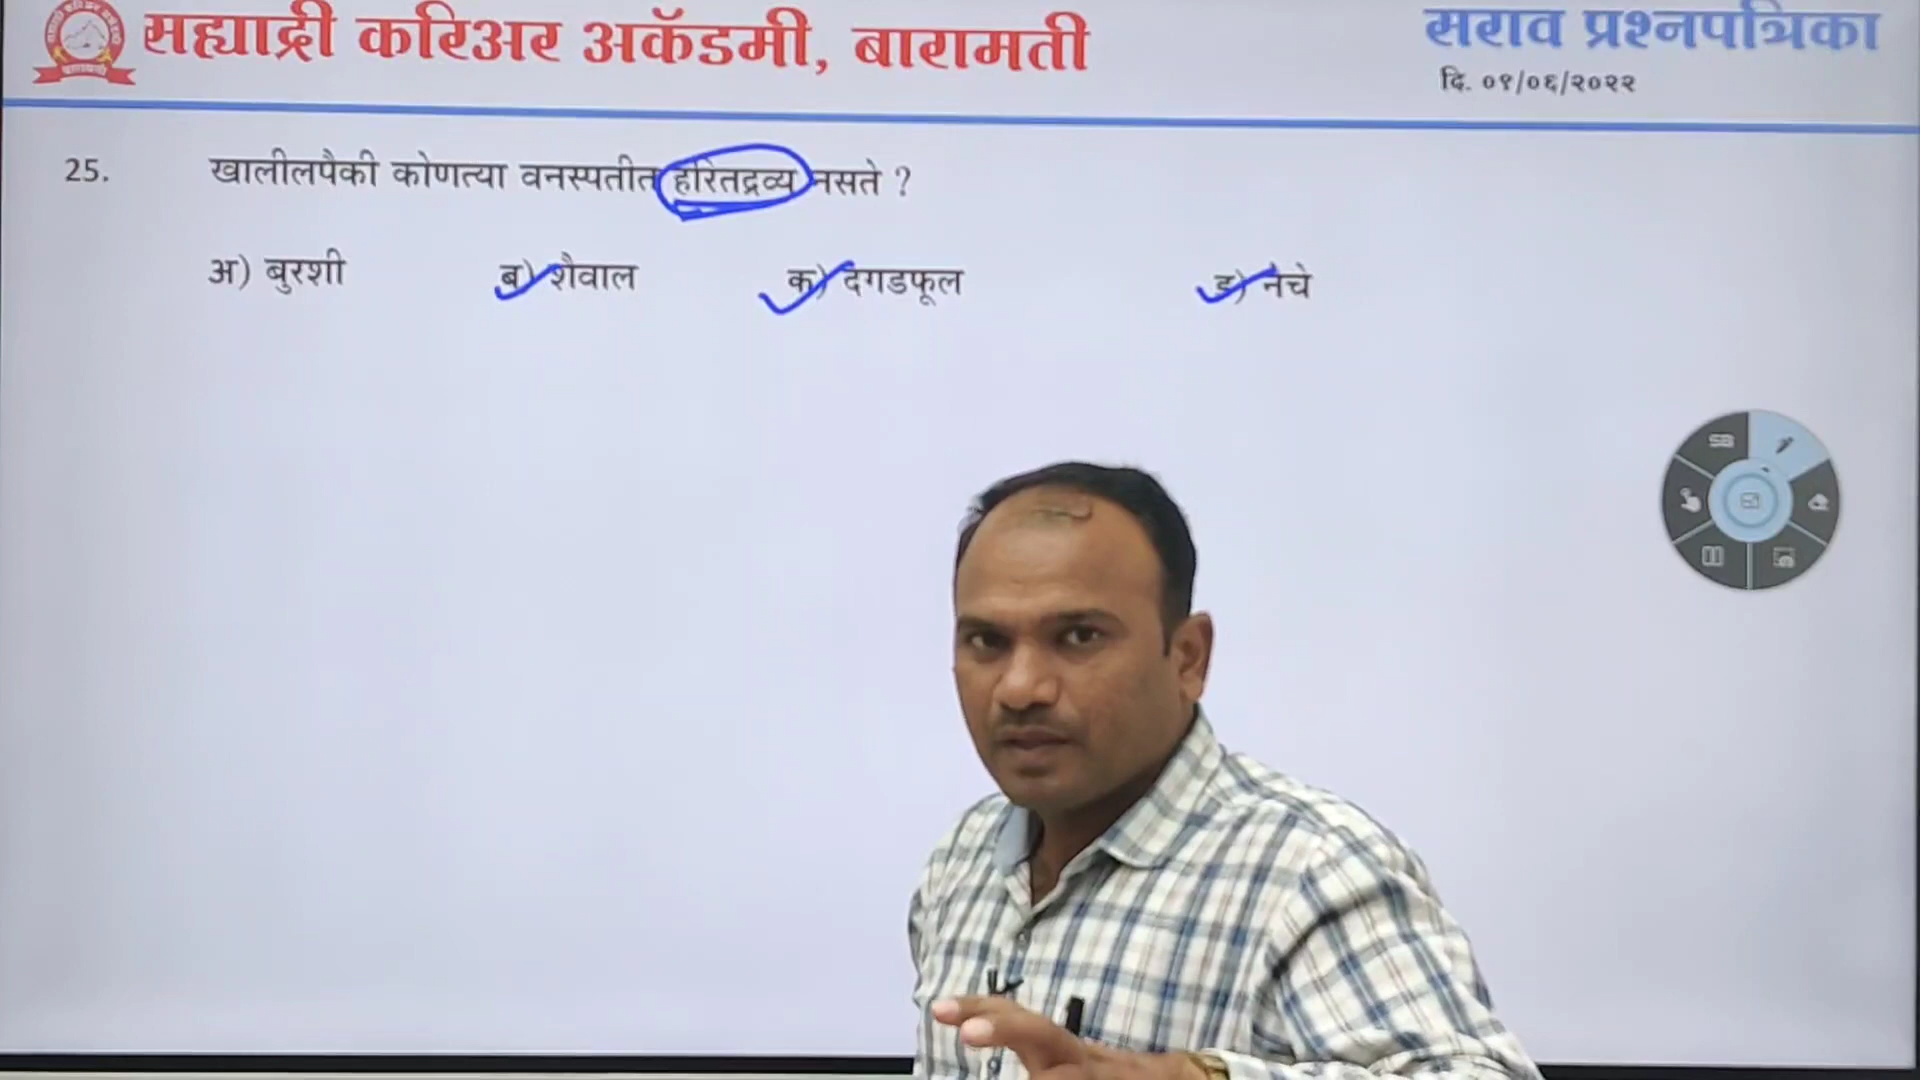 सह्याद्री करिअर अकॅडमी, बारामती
सराव प्रश्नपत्रिका
दि. ०९/०६/२०२२
25. खालीलपैकी कोणत्या वनस्पतीत हरितद्रव्य नसते ?
अ) बुरशी ब) शैवाल क) दगडफूल ड) नेचे